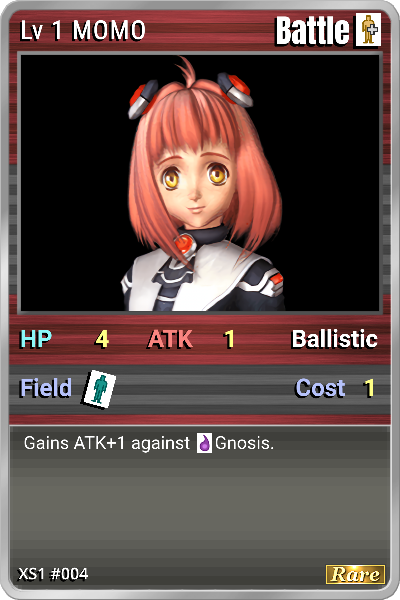 Lv 1 MOMO Battle
HP 4 ATK 1 Ballistic
Field Cost 1
Gains ATK+1 against Gnosis.
XS1 #004 Rare